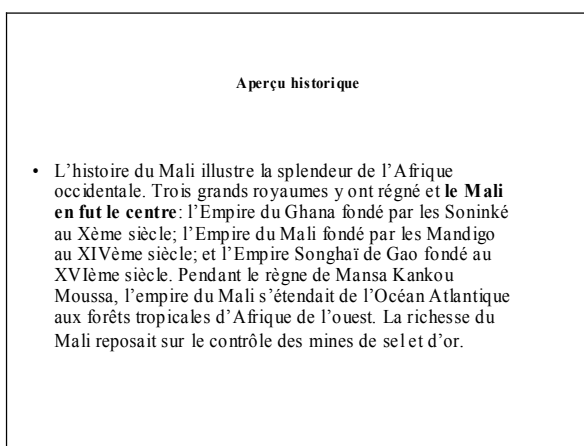 Aperçu historique
• L’histoire du Mali illustre la splendeur de l’Afrique
occidentale. Trois grands royaumes y ont régné et le Mali
en fut le centre: l’Empire du Ghana fondé par les Soninké
au Xème siècle; l’Empire du Mali fondé par les Mandigo
au XIVème siècle; et l’Empire Songhaï de Gao fondé au
XVIème siècle. Pendant le règne de Mansa Kankou
Moussa, l’empire du Mali s’étendait de l’Océan Atlantique
aux forêts tropicales d’Afrique de l’ouest. La richesse du
Mali reposait sur le contrôle des mines de sel et d’or.